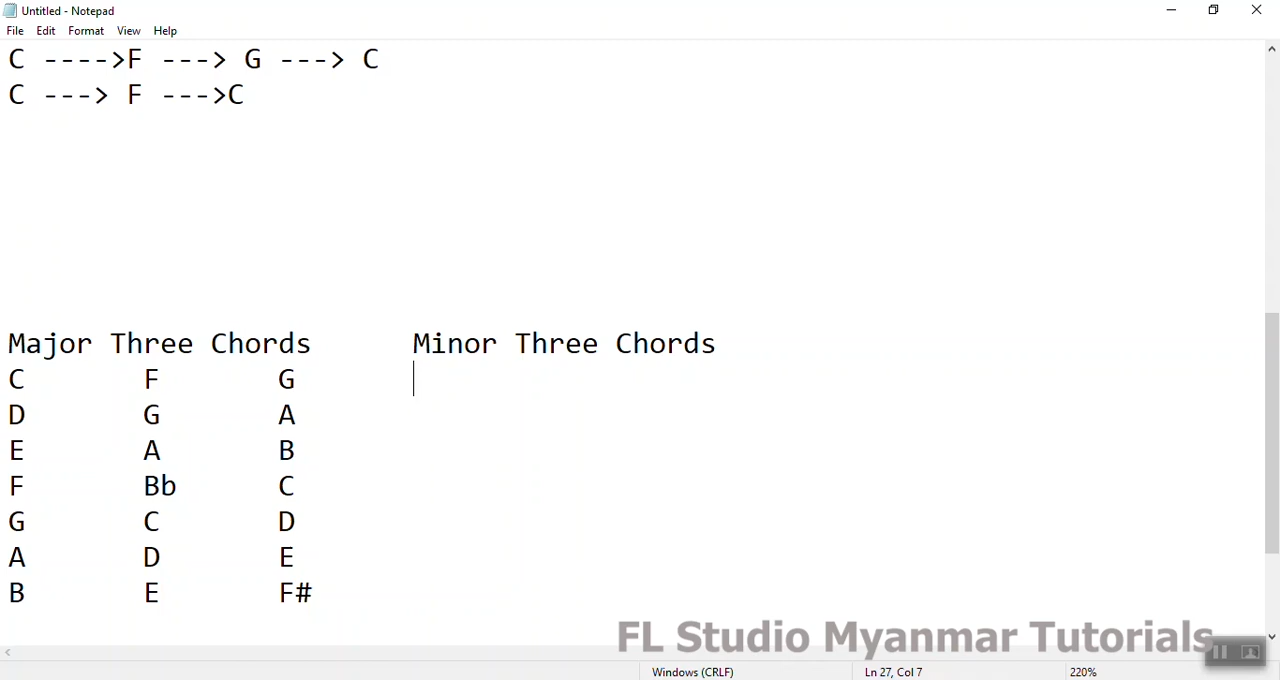 Untitled - Notepad
File Edit Format View Help
C ---->F ---> G ---> C
C ---> F --->C
Major Three Chords Minor Three Chords
C F G
D G A
E A B
F Bb C
G C D
A D E
B E F#
FL Studio Myanmar Tutorials
Windows (CRLF) Ln 27, Col 7 220%